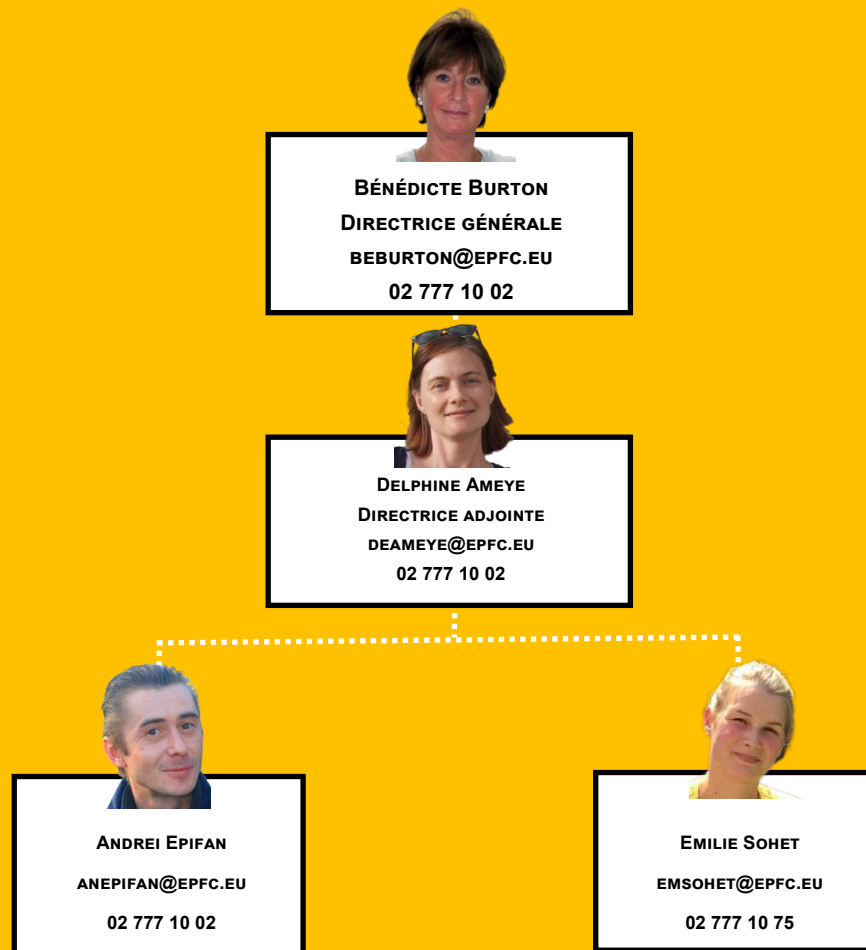 Bénédicte Burton
Directrice générale
beburton@epfc.eu
02 777 10 02
Delphine Ameye
Directrice adjointe
deameye@epfc.eu
02 777 10 02
Andrei Epifan
anepifan@epfc.eu
02 777 10 02
Emilie Sohet
emsohet@epfc.eu
02 777 10 75